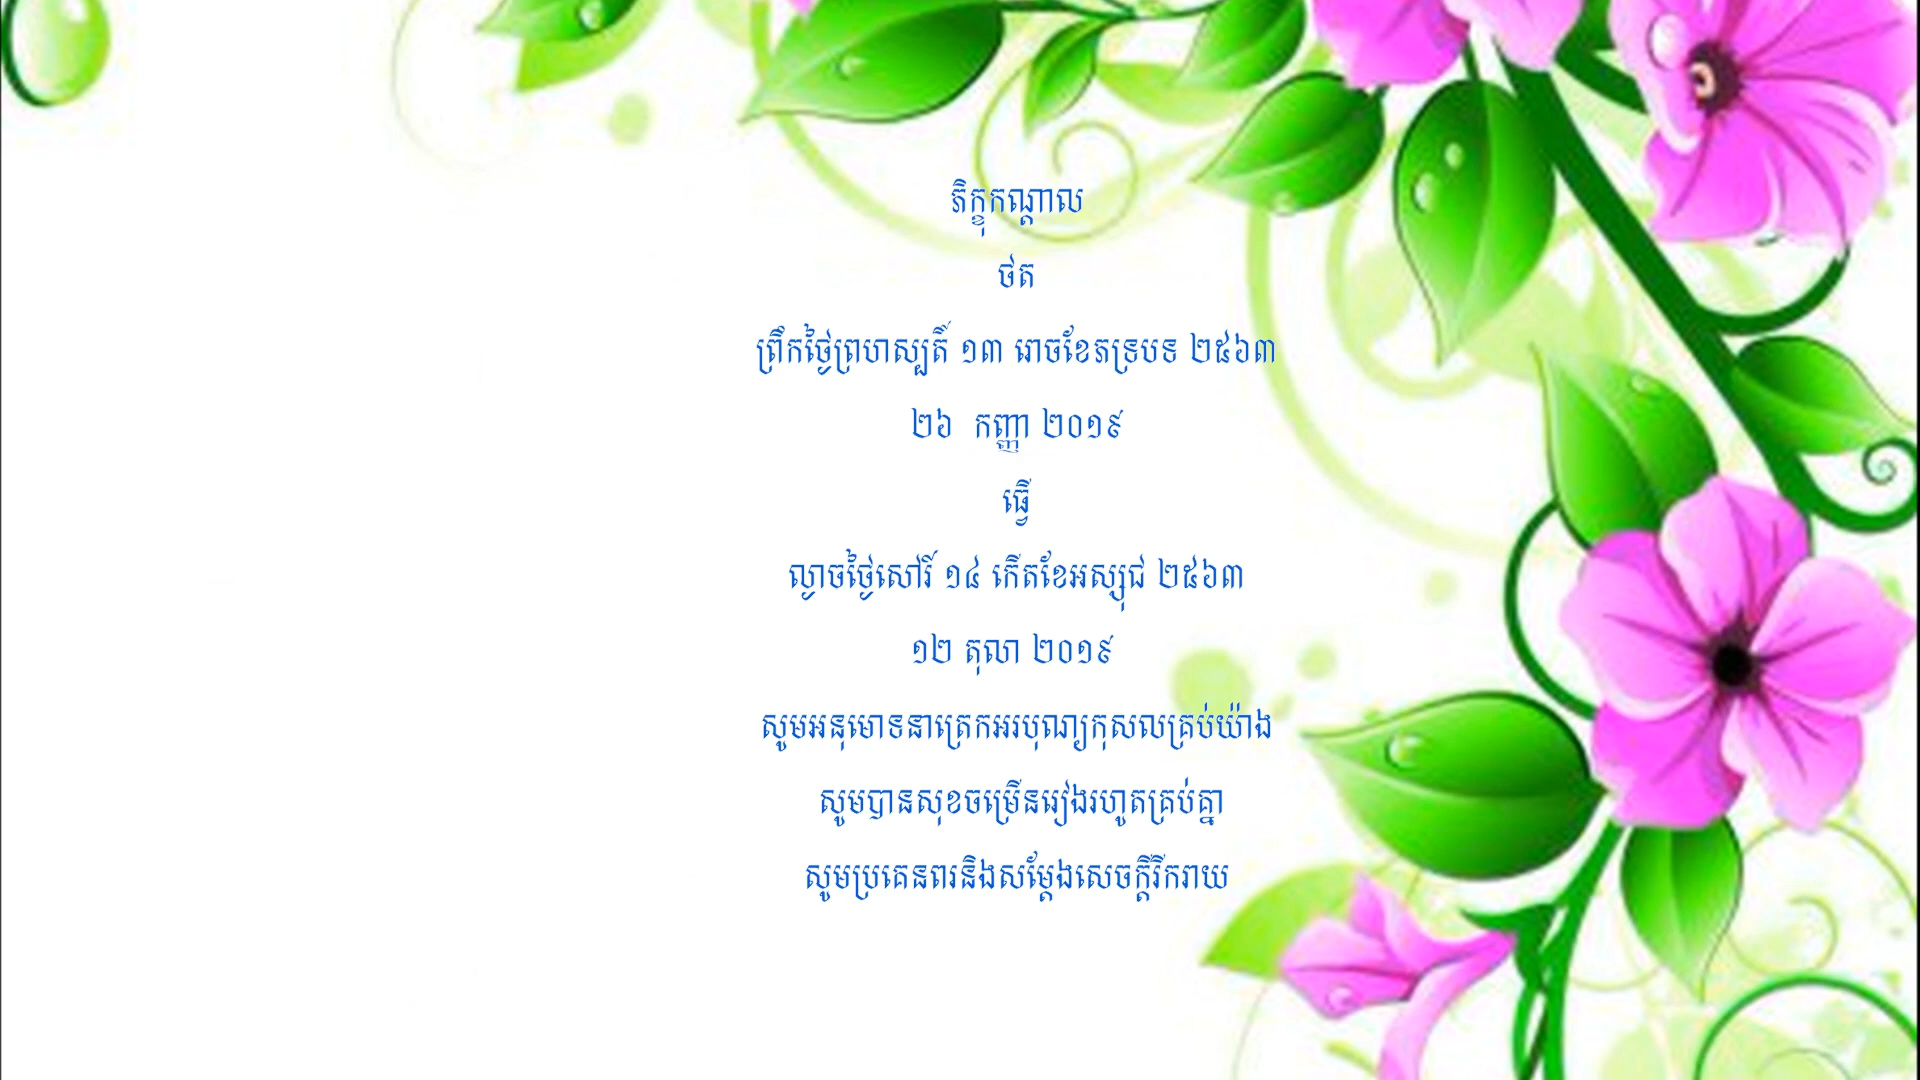 ភិក្ខុកណ្ដាល
ថត
ព្រឹកថ្ងៃព្រហស្បតិ៍ ១៣ រោចខែភទ្របទ ២៥៦៣
២៦ កញ្ញា ២០១៩
ធ្វើ
ល្ងាចថ្ងៃសៅរ៍ ១៤ កើតខែអស្សុជ ២៥៦៣
១២ តុលា ២០១៩
សូមអនុមោទនាត្រេកអរបុណ្យកុសលគ្រប់យ៉ាង
សូមបានសុខចម្រើនរៀងរហូតគ្រប់គ្នា
សូមប្រគេនពរនិងសម្ដែងសេចក្ដីរីករាយ